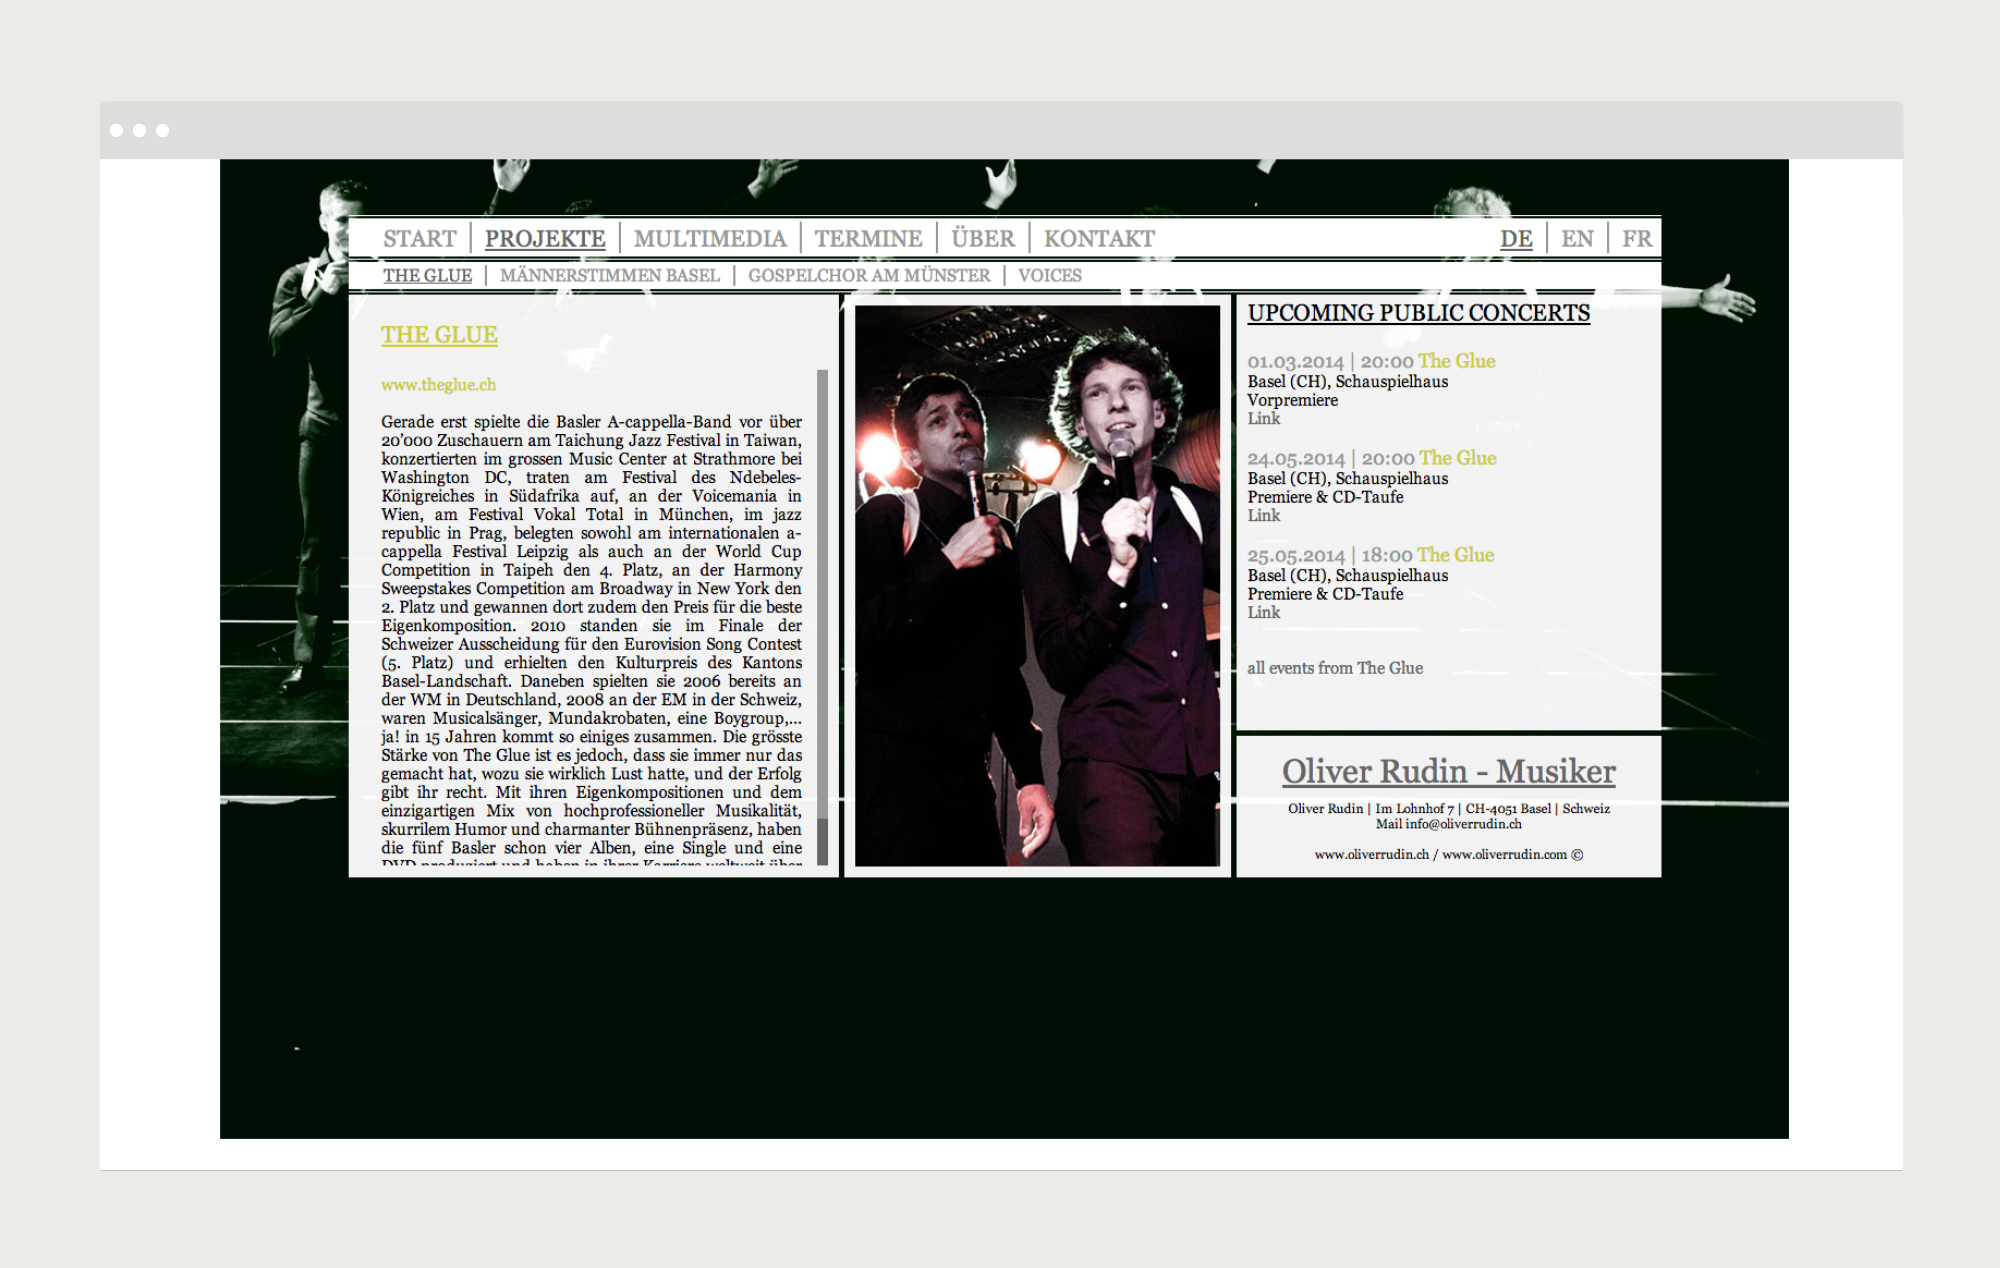 START | PROJEKTE | MULTIMEDIA | TERMINE | ÜBER | KONTAKT
DE | EN | FR
THE GLUE | MÄNNERSTIMMEN BASEL | GOSPELCHOR AM MÜNSTER | VOICES
THE GLUE
www.theglue.ch
Gerade erst spielte die Basler A-cappella-Band vor über
20’000 Zuschauern am Taichung Jazz Festival in Taiwan,
konzertierten im grossen Music Center at Strathmore bei
Washington DC, traten am Festival des Ndebeles-
Königreiches in Südafrika auf, an der Voicemania in
Wien, am Festival Vokal Total in München, im jazz
republic in Prag, belegten sowohl am internationalen a-
cappella Festival Leipzig als auch an der World Cup
Competition in Taipeh den 4. Platz, an der Harmony
Sweepstakes Competition am Broadway in New York den
2. Platz und gewannen dort zudem den Preis für die beste
Eigenkomposition. 2010 standen sie im Finale der
Schweizer Ausscheidung für den Eurovision Song Contest
(5. Platz) und erhielten den Kulturpreis des Kantons
Basel-Landschaft. Daneben spielten sie 2006 bereits an
der WM in Deutschland, 2008 an der EM in der Schweiz,
waren Musicalsänger, Mundakrobaten, eine Boygroup,...
ja! in 15 Jahren kommt so einiges zusammen. Die grösste
Stärke von The Glue ist es jedoch, dass sie immer nur das
gemacht hat, wozu sie wirklich Lust hatte, und der Erfolg
gibt ihr recht. Mit ihren Eigenkompositionen und dem
einzigartigen Mix von hochprofessioneller Musikalität,
skurrilem Humor und charmanter Bühnenpräsenz, haben
die fünf Basler schon vier Alben, eine Single und eine
DVD produziert und haben in ihrer Karriere weltweit über
UPCOMING PUBLIC CONCERTS
01.03.2014 | 20:00 The Glue
Basel (CH), Schauspielhaus
Vorpremiere
Link
24.05.2014 | 20:00 The Glue
Basel (CH), Schauspielhaus
Premiere & CD-Taufe
Link
25.05.2014 | 18:00 The Glue
Basel (CH), Schauspielhaus
Premiere & CD-Taufe
Link
all events from The Glue
Oliver Rudin - Musiker
Oliver Rudin | Im Lohnhof 7 | CH-4051 Basel | Schweiz
Mail info@oliverrudin.ch
www.oliverrudin.ch / www.oliverrudin.com ©